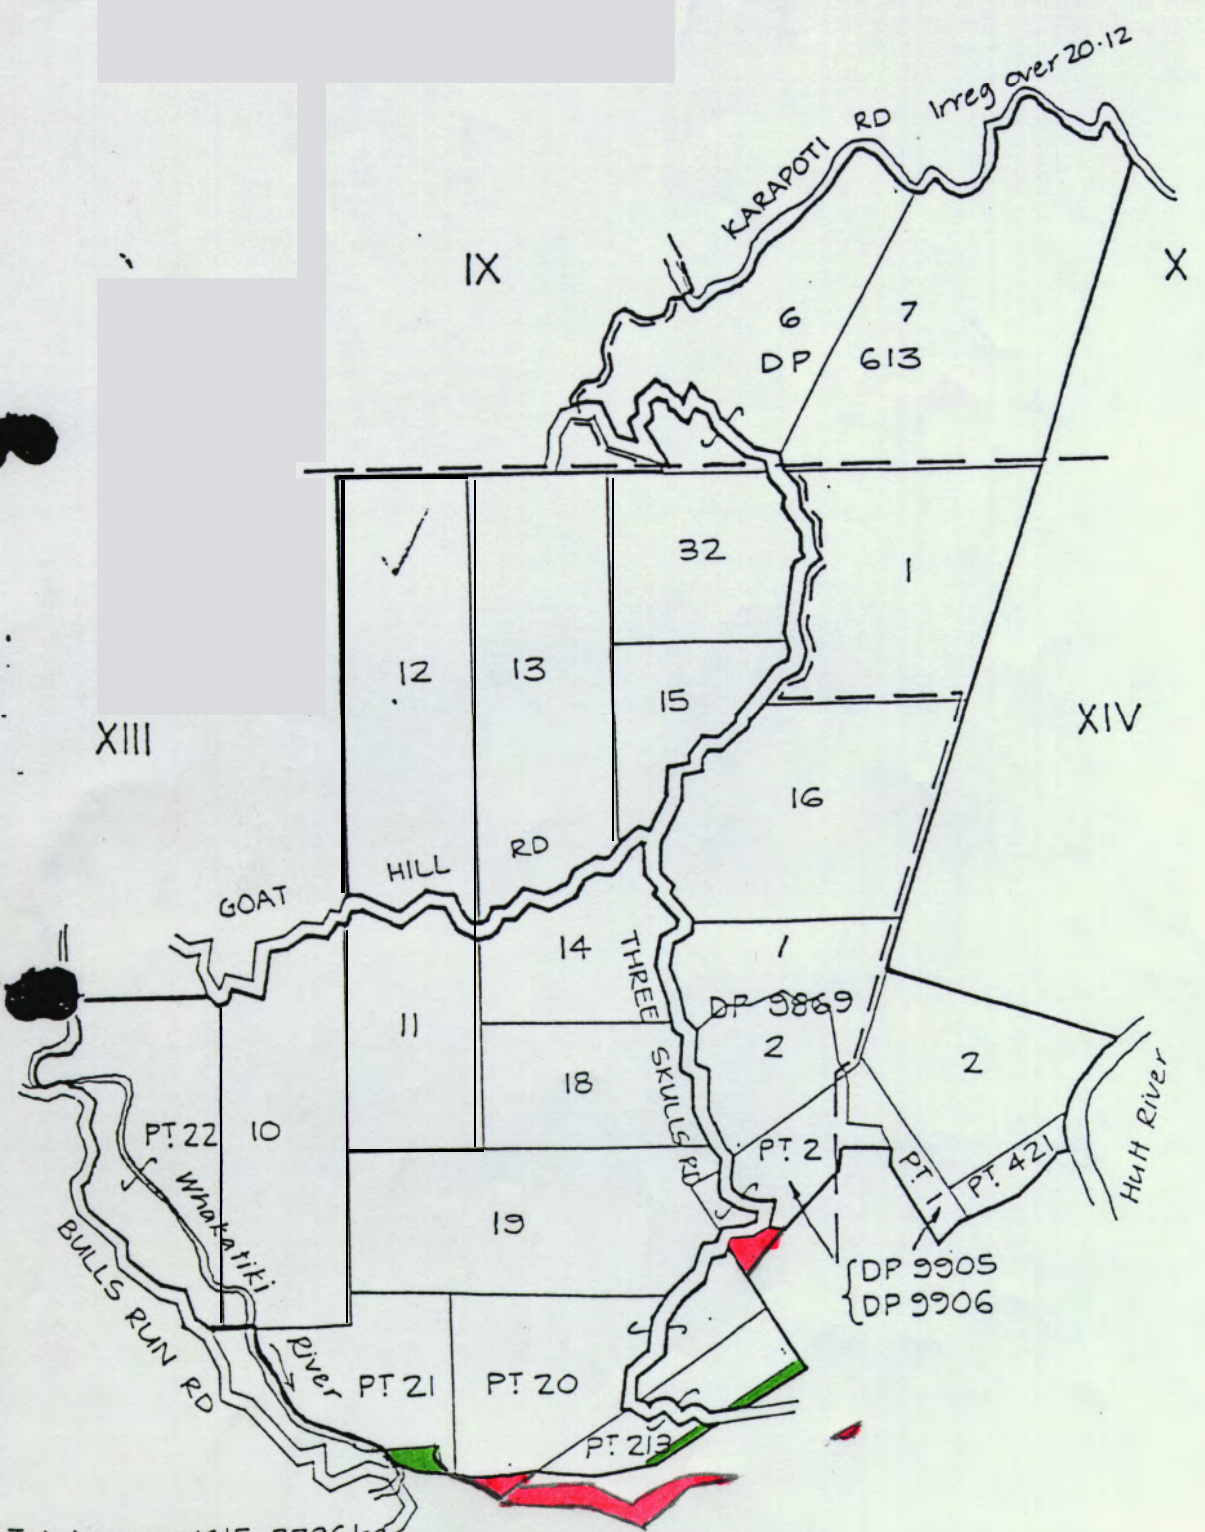 Irreg over 20·12
KARAPOTI RD
IX
X
6
7
DP 613
32
1
12
13
15
XIII
XIV
16
GOAT HILL RD
14
1
THREE SKULLS RD
DP 9869
11
2
2
18
Hutt River
PT. 22
10
PT. 2
PT. 1
PT. 421
Whakatiki River
19
BULLS RUN RD
DP 9905
DP 9906
PT. 21
PT. 20
PT. 213